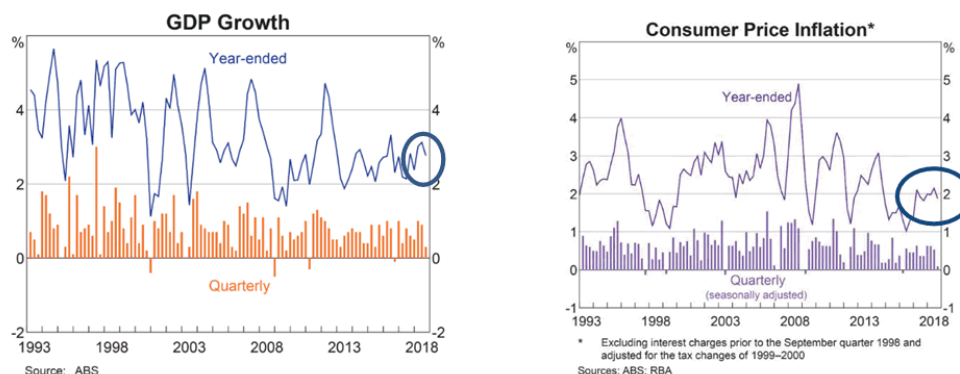 GDP Growth
% %
Year-ended
4 4
2 2
0 0
Quarterly
-2 -2
1993 1998 2003 2008 2013 2018
Source: ABS
Consumer Price Inflation*
% %
5 5
Year-ended
4 4
3 3
2 2
1 1
0 0
Quarterly
(seasonally adjusted)
-1 -1
1993 1998 2003 2008 2013 2018
* Excluding interest charges prior to the September quarter 1998 and
adjusted for the tax changes of 1999–2000
Sources: ABS; RBA